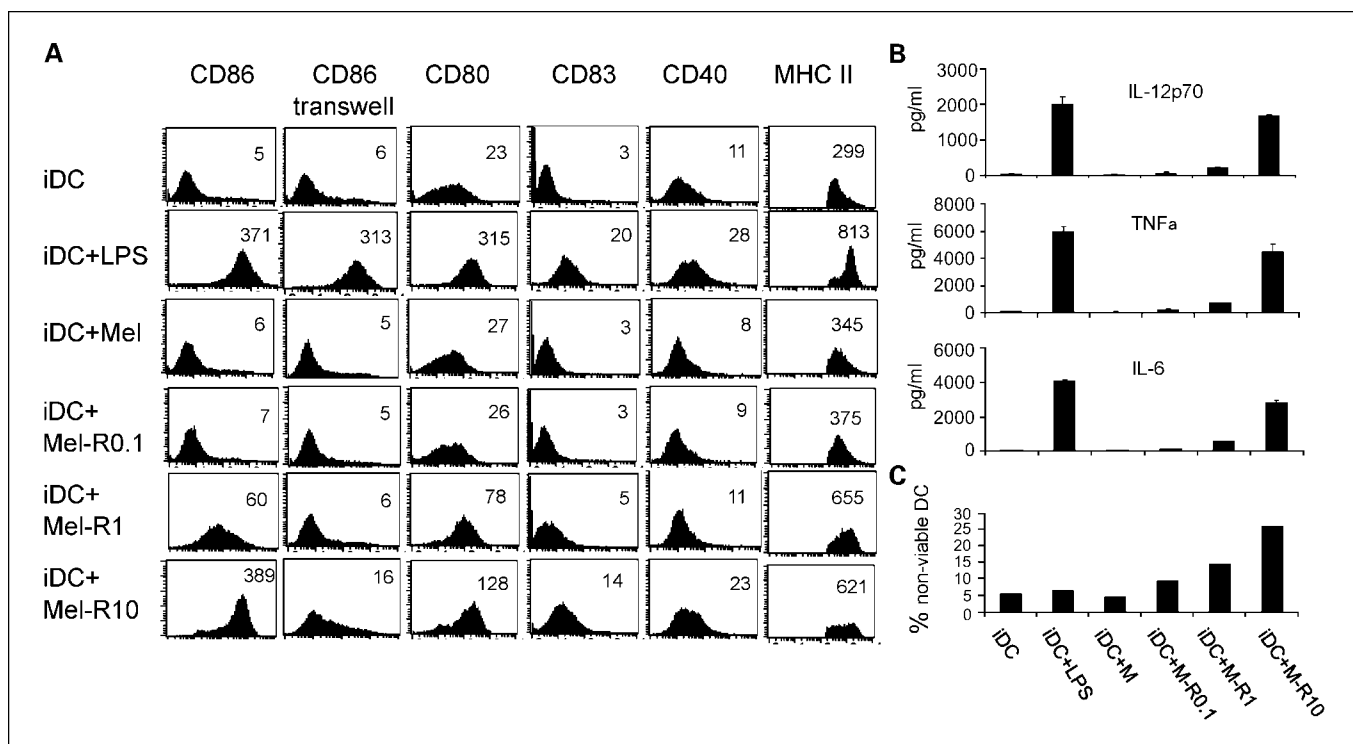 A
CD86 CD86 transwell CD80 CD83 CD40 MHC II
iDC 5 6 23 3 11 299
iDC+LPS 371 313 315 20 28 813
iDC+Mel 6 5 27 3 8 345
iDC+ Mel-R0.1 7 5 26 3 9 375
iDC+ Mel-R1 60 6 78 5 11 655
iDC+ Mel-R10 389 16 128 14 23 621
B
IL-12p70
pg/ml
3000
2000
1000
0
TNFa
pg/ml
8000
6000
4000
2000
0
IL-6
pg/ml
6000
4000
2000
0
C
% non-viable DC
30
25
20
15
10
5
0
iDC
iDC+LPS
iDC+M
iDC+M-R0.1
iDC+M-R1
iDC+M-R10